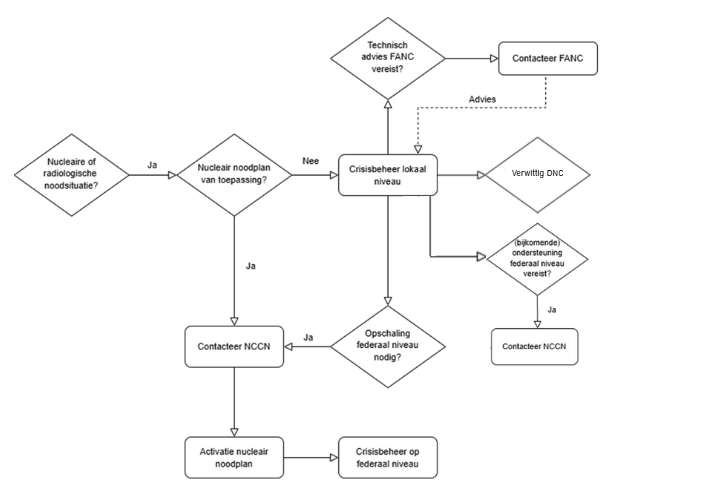 Technisch
advies FANC
vereist?
Contacteer FANC
Advies
Nucleaire of
radiologische
noodsituatie?
Ja
Nucleair noodplan
van toepassing?
Nee
Crisisbeheer lokaal
niveau
Verwittig DNC
(bijkomende)
ondersteuning
federaal niveau
vereist?
Ja
Ja
Contacteer NCCN
Ja
Opschaling
federaal niveau
nodig?
Contacteer NCCN
Activatie nucleair
noodplan
Crisisbeheer op
federaal niveau